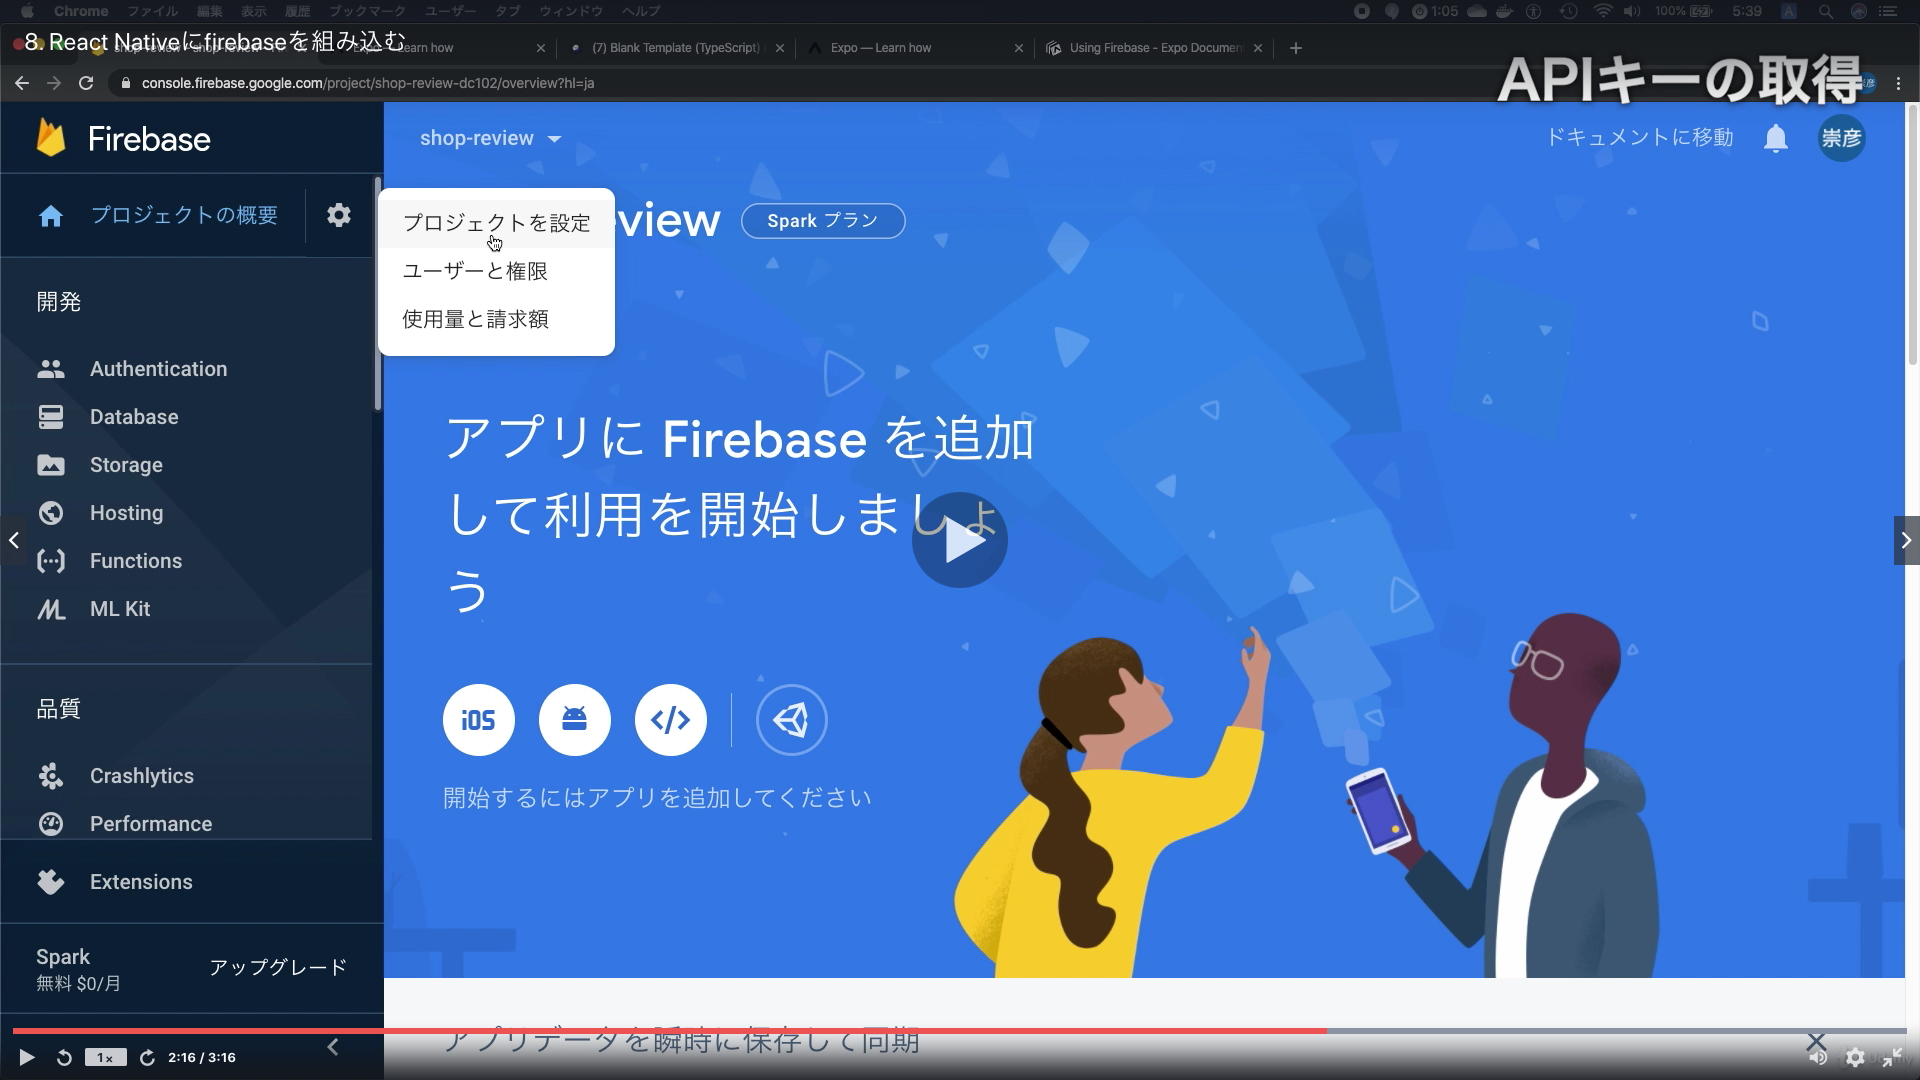 Chrome ファイル 編集 表示 履歴 ブックマーク ユーザー タブ ウィンドウ ヘルプ
1:05 100% 5:39 A
8. React Nativeにfirebaseを組み込む
Learn how
(7) Blank Template (TypeScript)
Expo — Learn how
Using Firebase - Expo Documen
console.firebase.google.com/project/shop-review-dc102/overview?hl=ja
APIキーの取得
Firebase
shop-review
ドキュメントに移動
崇彦
プロジェクトの概要
プロジェクトを設定
ユーザーと権限
使用量と請求額
view
Spark プラン
開発
Authentication
Database
Storage
Hosting
Functions
ML Kit
アプリに Firebase を追加
して利用を開始しましょ
う
iOS
開始するにはアプリを追加してください
品質
Crashlytics
Performance
Extensions
Spark
無料 $0/月
アップグレード
アプリデータを瞬時に保存して同期
1x
2:16 / 3:16